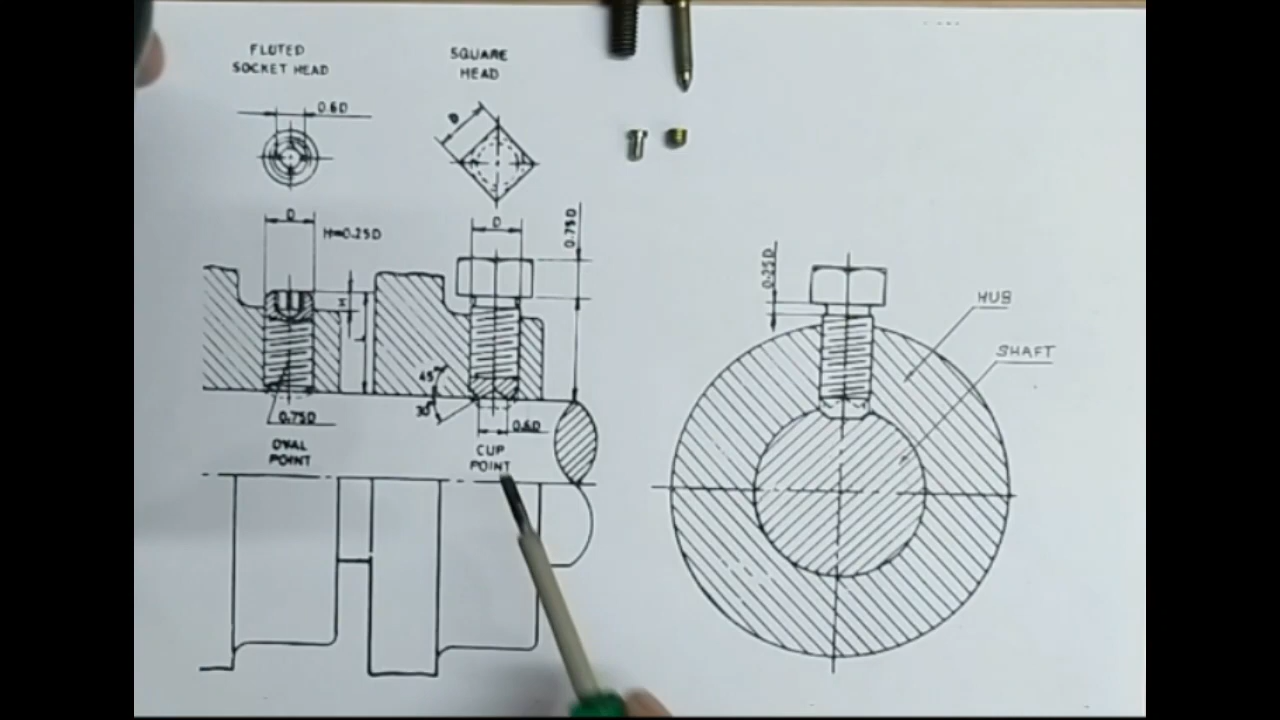 FLUTED
SOCKET HEAD
SQUARE
HEAD
0.6D
D
D
H=0.25D
D
0.75D
H
L
45°
30°
0.75D
0.6D
OVAL
POINT
CUP
POINT
0.25D
HUB
SHAFT